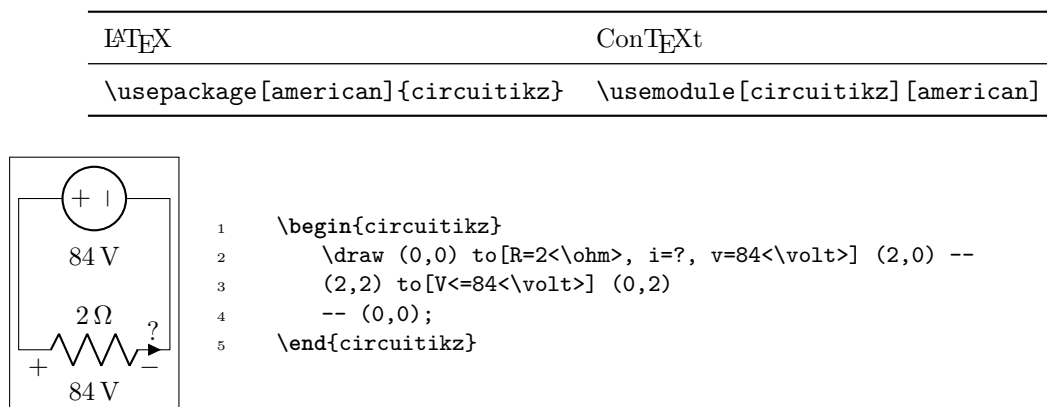 LATEX ConTEXt
\usepackage[american]{circuitikz} \usemodule[circuitikz][american]
+ −
84 V
2 Ω
?
+ −
84 V
1 \begin{circuitikz}
2 \draw (0,0) to[R=2<\ohm>, i=?, v=84<\volt>] (2,0) --
3 (2,2) to[V<=84<\volt>] (0,2)
4 -- (0,0);
5 \end{circuitikz}